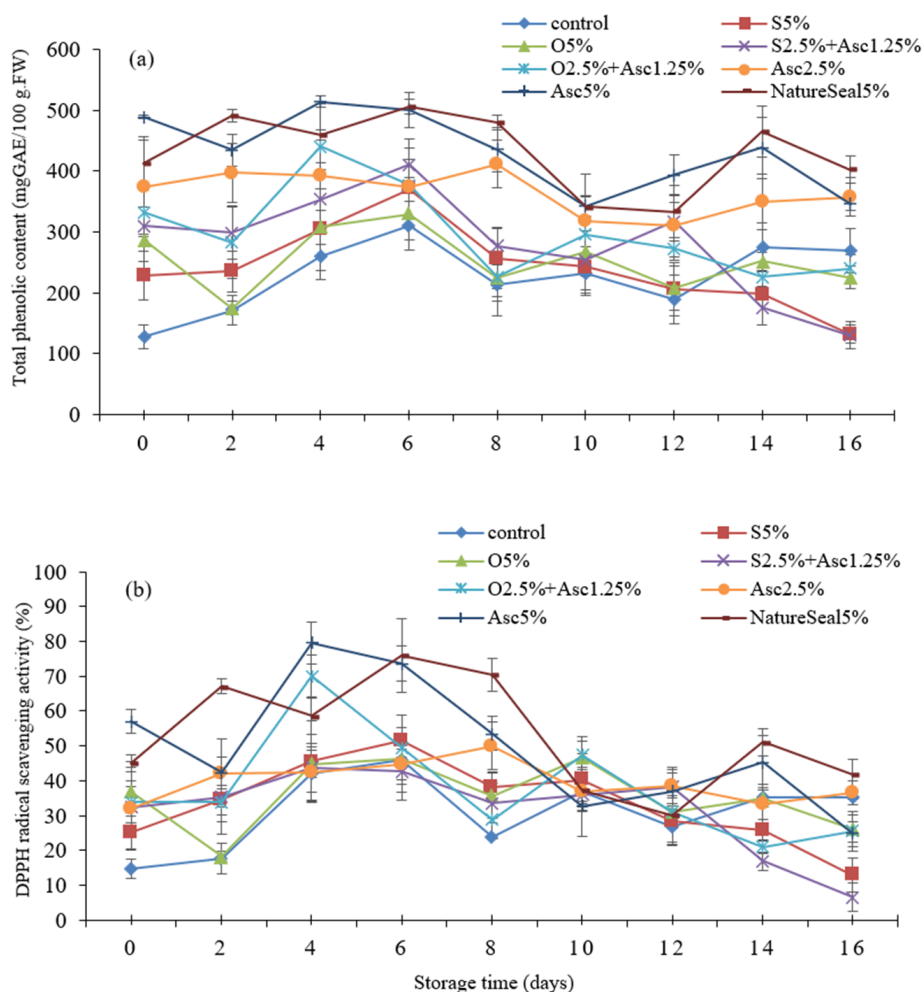 control S5%
O5% S2.5%+Asc1.25%
O2.5%+Asc1.25% Asc2.5%
Asc5% NatureSeal5%
(a)
Total phenolic content (mgGAE/100 g.FW)
600
500
400
300
200
100
0
0 2 4 6 8 10 12 14 16
control S5%
O5% S2.5%+Asc1.25%
O2.5%+Asc1.25% Asc2.5%
Asc5% NatureSeal5%
(b)
DPPH radical scavenging activity (%)
100
90
80
70
60
50
40
30
20
10
0
0 2 4 6 8 10 12 14 16
Storage time (days)